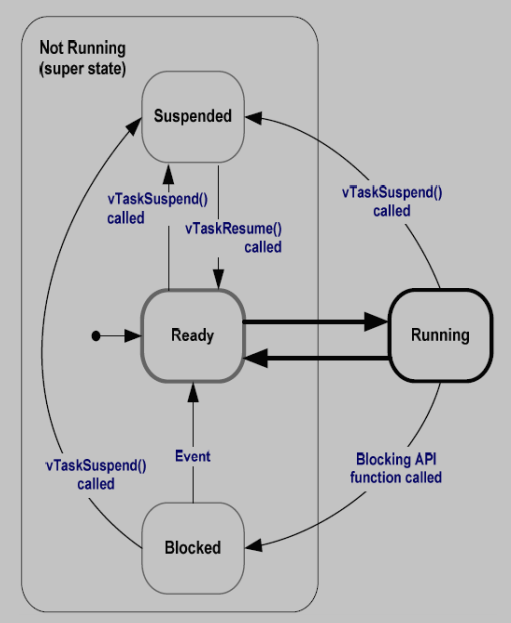 Not Running
(super state)
Suspended
vTaskSuspend()
called
vTaskSuspend()
called
vTaskResume()
called
Ready
Running
Event
vTaskSuspend()
called
Blocking API
function called
Blocked